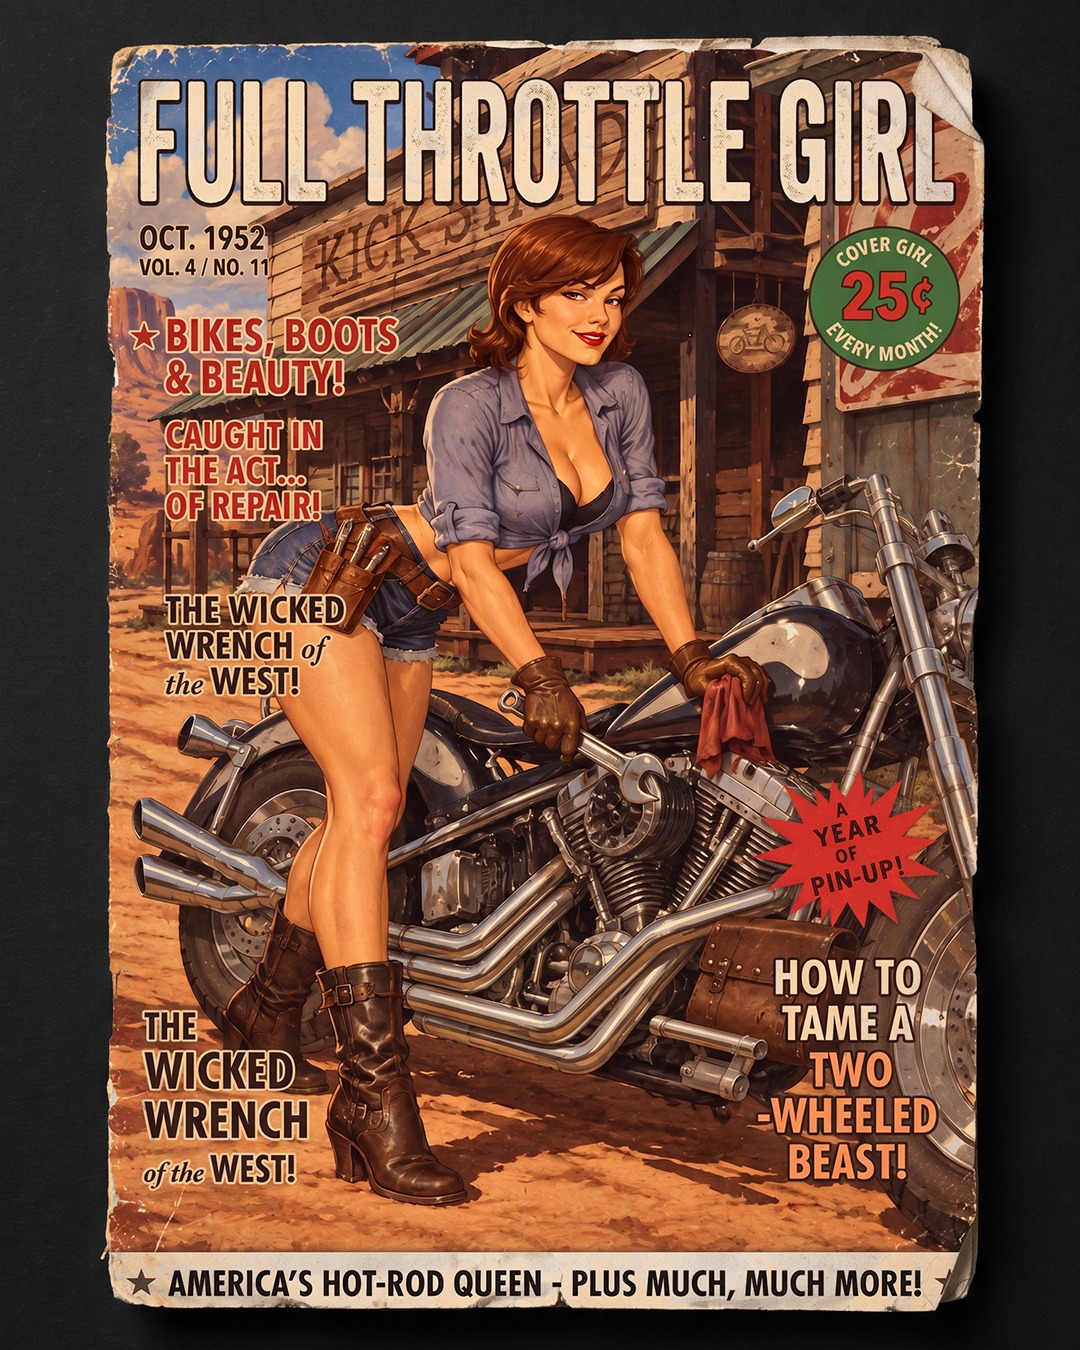 FULL THROTTLE GIRL
KICK
OCT. 1952
VOL. 4 / NO. 11
COVER GIRL
25¢
EVERY MONTH!
★ BIKES, BOOTS
& BEAUTY!
CAUGHT IN
THE ACT...
OF REPAIR!
THE WICKED
WRENCH of
the WEST!
A
YEAR
OF
PIN-UP!
HOW TO
TAME A
TWO
-WHEELED
BEAST!
THE
WICKED
WRENCH
of the WEST!
★ AMERICA'S HOT-ROD QUEEN - PLUS MUCH, MUCH MORE! ★